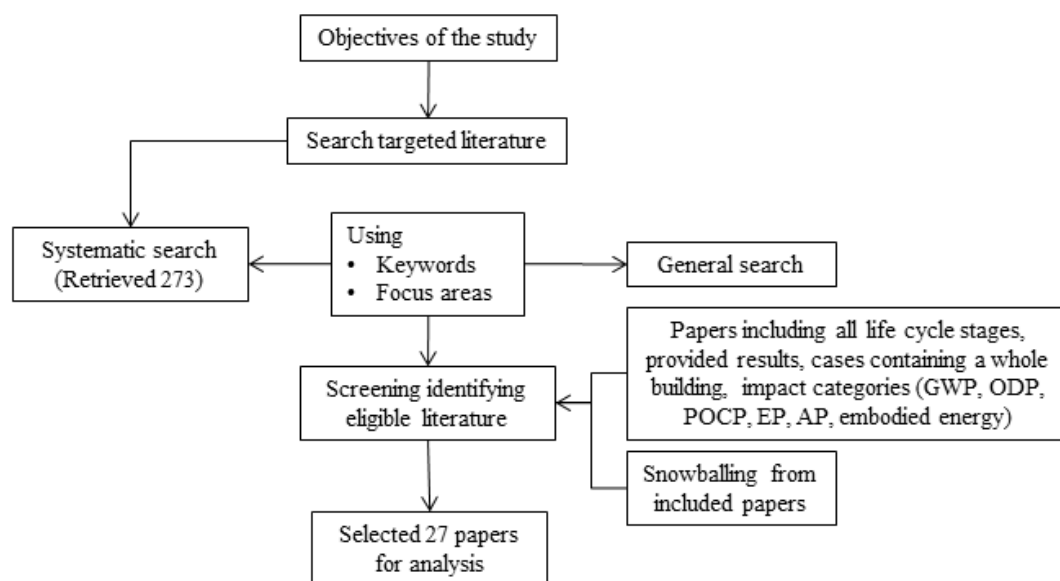 Objectives of the study
Search targeted literature
Systematic search
(Retrieved 273)
Using
• Keywords
• Focus areas
General search
Papers including all life cycle stages,
provided results, cases containing a whole
building, impact categories (GWP, ODP,
POCP, EP, AP, embodied energy)
Screening identifying
eligible literature
Snowballing from
included papers
Selected 27 papers
for analysis